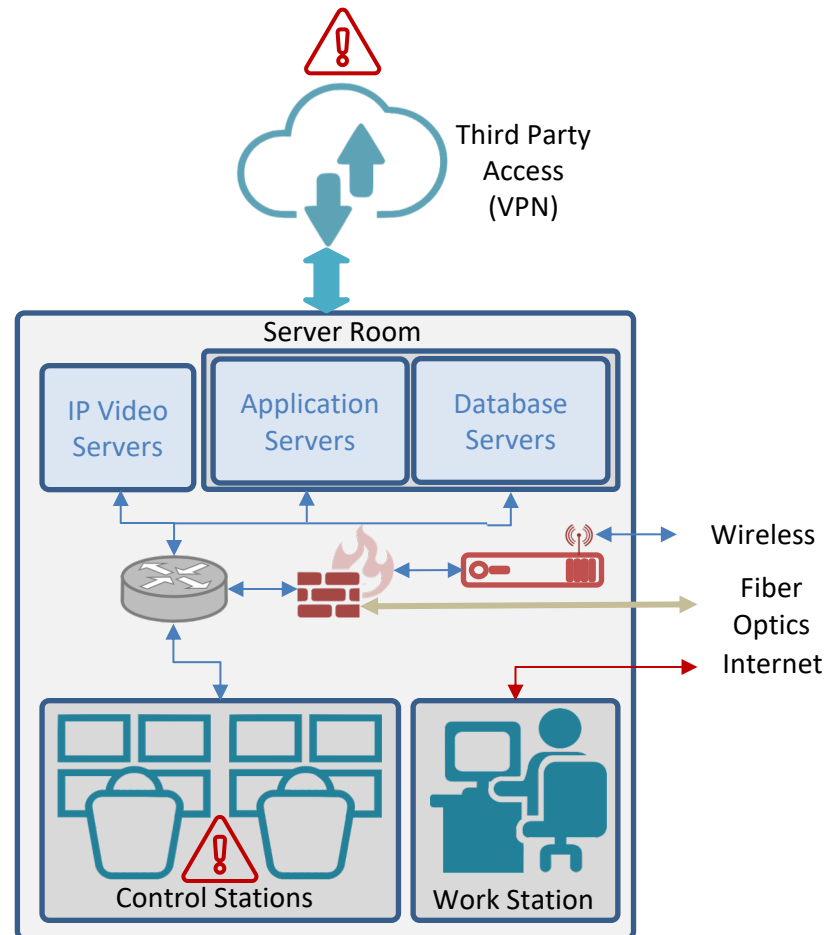 Third Party
Access
(VPN)
Server Room
IP Video
Servers
Application
Servers
Database
Servers
Wireless
Fiber
Optics
Internet
Control Stations
Work Station